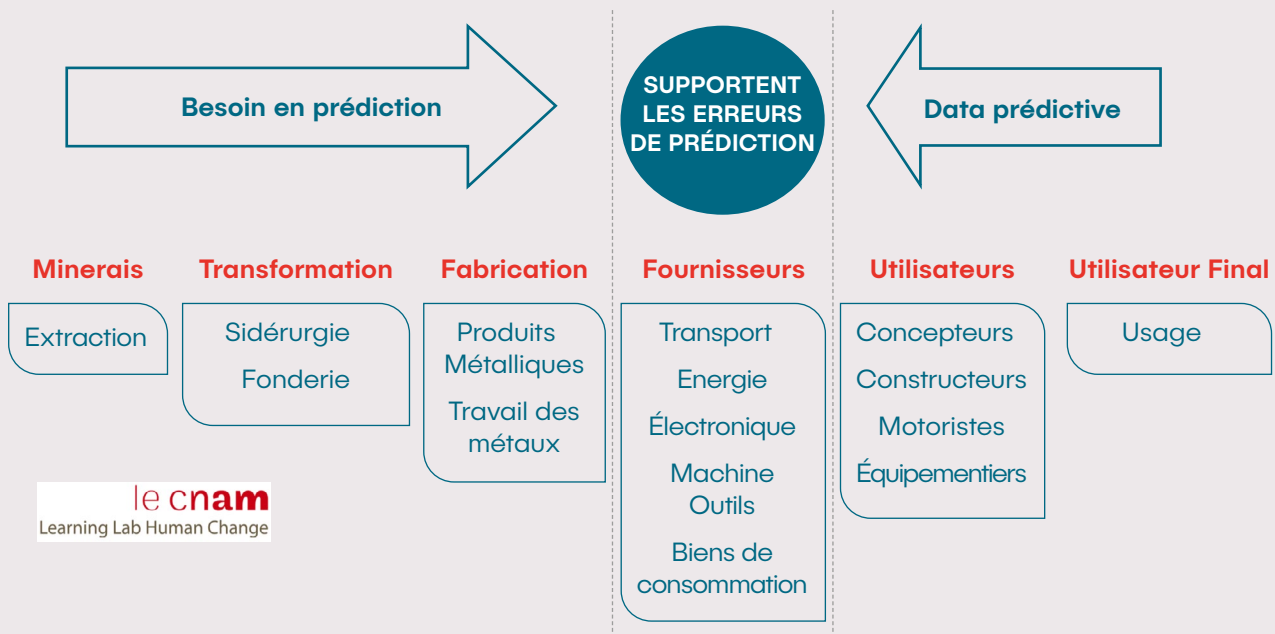 Besoin en prédiction
SUPPORTENT
LES ERREURS
DE PRÉDICTION
Data prédictive
Minerais
Extraction
Transformation
Sidérurgie
Fonderie
Fabrication
Produits
Métalliques
Travail des
métaux
Fournisseurs
Transport
Energie
Électronique
Machine
Outils
Biens de
consommation
Utilisateurs
Concepteurs
Constructeurs
Motoristes
Équipementiers
Utilisateur Final
Usage
le cnam
Learning Lab Human Change